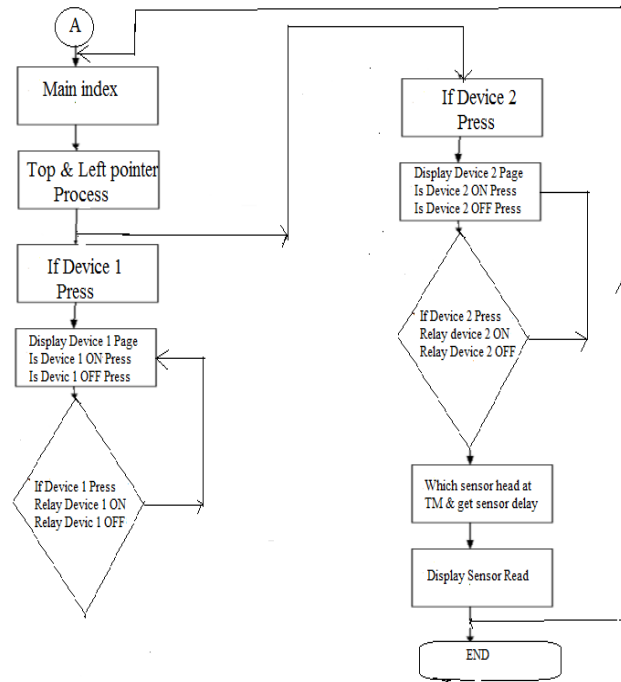 A
Main index
Top & Left pointer
Process
If Device 1
Press
Display Device 1 Page
Is Device 1 ON Press
Is Devic 1 OFF Press
If Device 1 Press
Relay Device 1 ON
Relay Devic 1 OFF
If Device 2
Press
Display Device 2 Page
Is Device 2 ON Press
Is Device 2 OFF Press
If Device 2 Press
Relay device 2 ON
Relay Device 2 OFF
Which sensor head at
TM & get sensor delay
Display Sensor Read
END